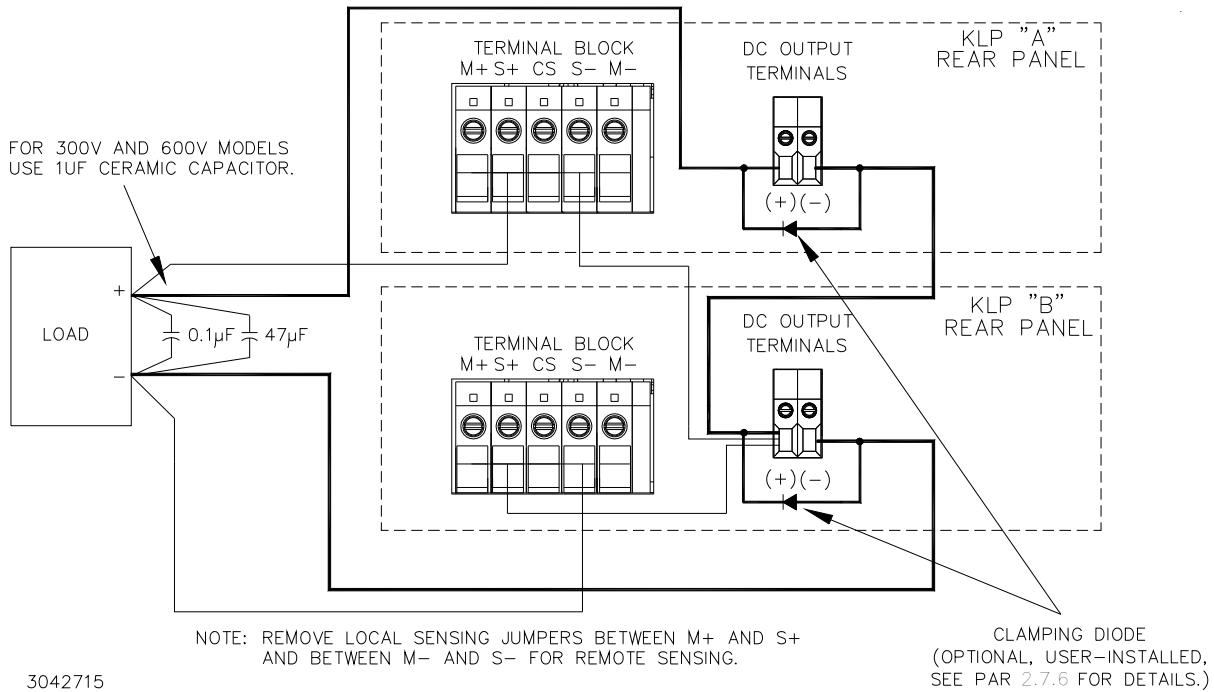 KLP "A"
REAR PANEL
TERMINAL BLOCK
M+ S+ CS S- M-
DC OUTPUT
TERMINALS
(+)(-)
FOR 300V AND 600V MODELS
USE 1UF CERAMIC CAPACITOR.
LOAD
+
-
0.1µF
47µF
KLP "B"
REAR PANEL
TERMINAL BLOCK
M+ S+ CS S- M-
DC OUTPUT
TERMINALS
(+)(-)
NOTE: REMOVE LOCAL SENSING JUMPERS BETWEEN M+ AND S+
AND BETWEEN M- AND S- FOR REMOTE SENSING.
CLAMPING DIODE
(OPTIONAL, USER-INSTALLED,
SEE PAR 2.7.6 FOR DETAILS.)
3042715